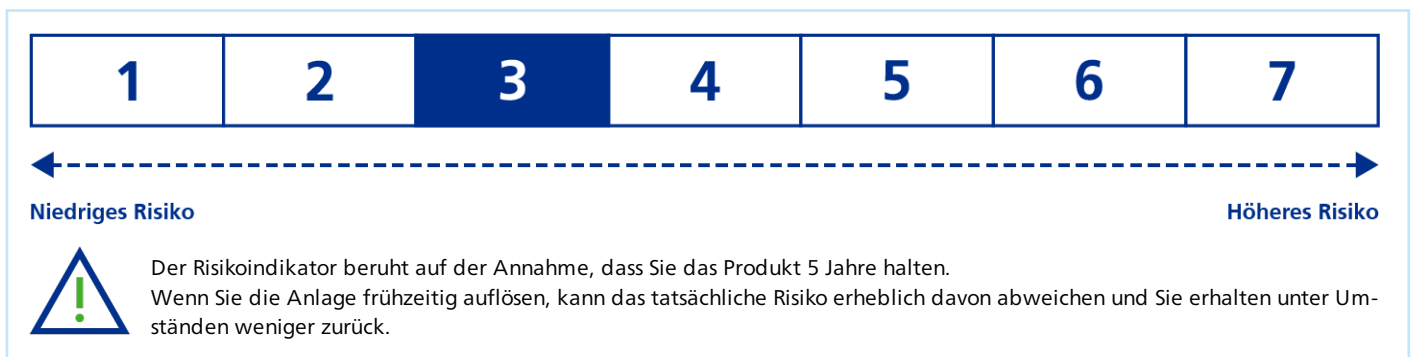 1 2 3 4 5 6 7
Niedriges Risiko Höheres Risiko
Der Risikoindikator beruht auf der Annahme, dass Sie das Produkt 5 Jahre halten.
Wenn Sie die Anlage frühzeitig auflösen, kann das tatsächliche Risiko erheblich davon abweichen und Sie erhalten unter Um-
ständen weniger zurück.